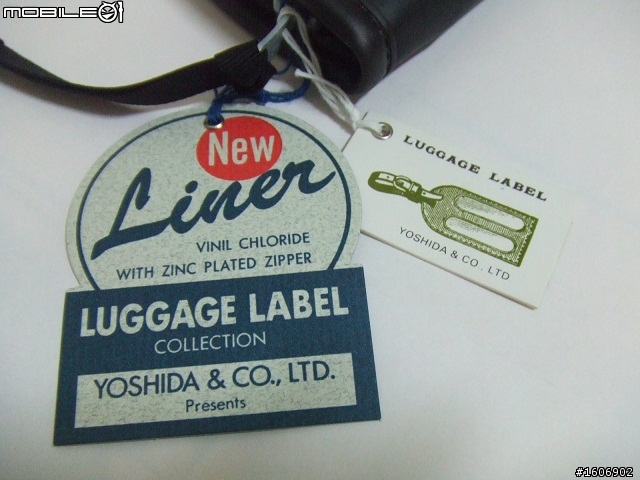 MOBILE01
New
Liner
VINIL CHLORIDE
WITH ZINC PLATED ZIPPER
LUGGAGE LABEL
COLLECTION
YOSHIDA & CO., LTD.
Presents
LUGGAGE LABEL
YOSHIDA & CO., LTD
#1606902